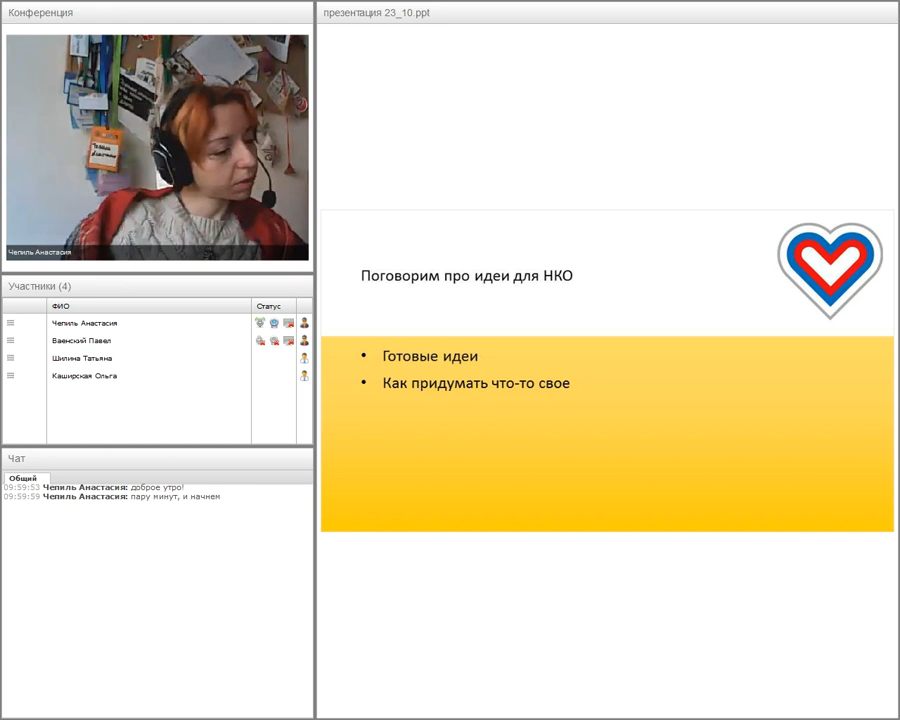 Конференция
Чепиль Анастасия
Участники (4)
ФИО
Статус
Чепиль Анастасия
Ваенский Павел
Шилина Татьяна
Каширская Ольга
Чат
Общий
09:59:53 Чепиль Анастасия: доброе утро!
09:59:59 Чепиль Анастасия: пару минут, и начнем
презентация 23_10.ppt
Поговорим про идеи для НКО
• Готовые идеи
• Как придумать что-то свое